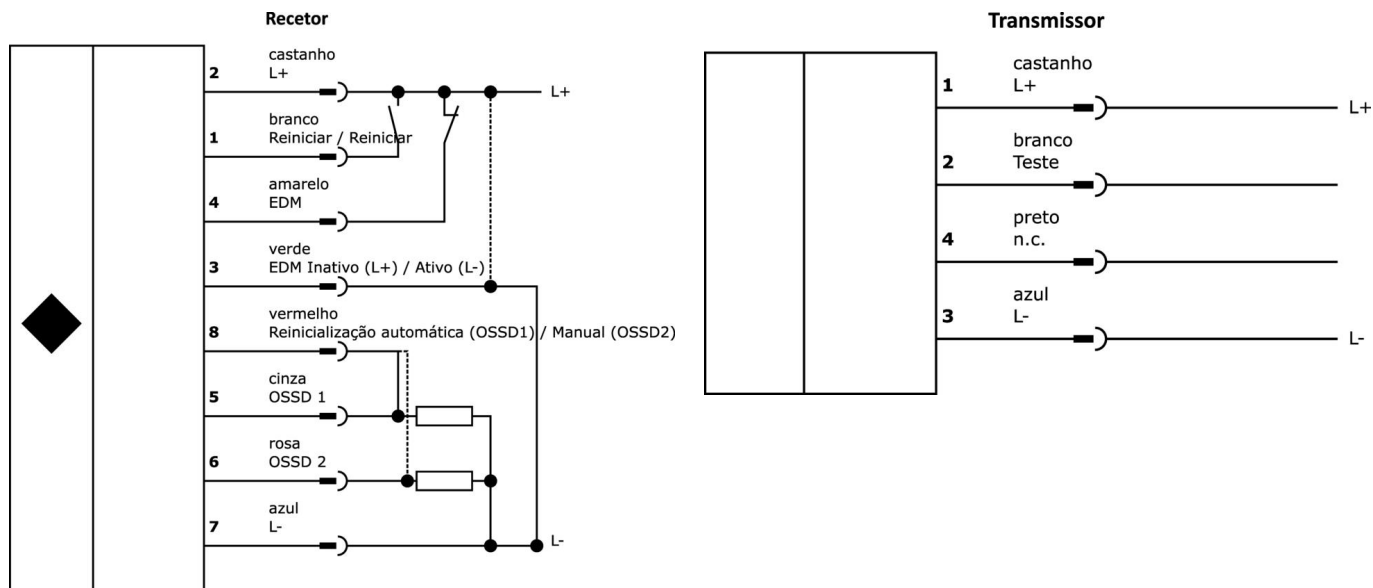 Recetor
castanho
2 L+
L+
branco
1 Reiniciar / Reiniciar
amarelo
4 EDM
verde
3 EDM Inativo (L+) / Ativo (L-)
vermelho
8 Reinicialização automática (OSSD1) / Manual (OSSD2)
cinza
5 OSSD 1
rosa
6 OSSD 2
azul
7 L-
L-
Transmissor
castanho
1 L+
L+
branco
2 Teste
preto
4 n.c.
azul
3 L-
L-